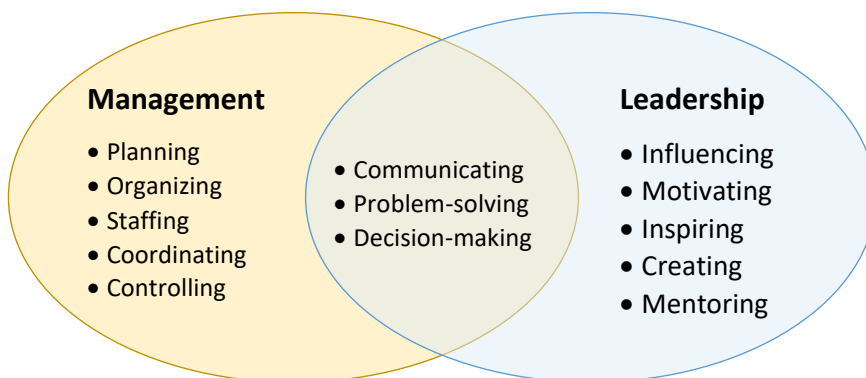 Management
• Planning
• Organizing
• Staffing
• Coordinating
• Controlling
• Communicating
• Problem-solving
• Decision-making
Leadership
• Influencing
• Motivating
• Inspiring
• Creating
• Mentoring